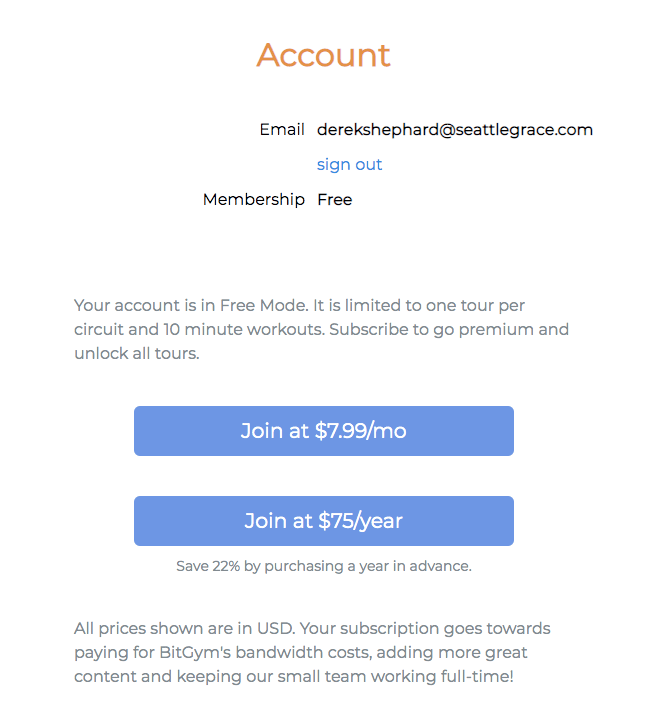 Account
Email derekshephard@seattlegrace.com
sign out
Membership Free
Your account is in Free Mode. It is limited to one tour per
circuit and 10 minute workouts. Subscribe to go premium and
unlock all tours.
Join at $7.99/mo
Join at $75/year
Save 22% by purchasing a year in advance.
All prices shown are in USD. Your subscription goes towards
paying for BitGym's bandwidth costs, adding more great
content and keeping our small team working full-time!